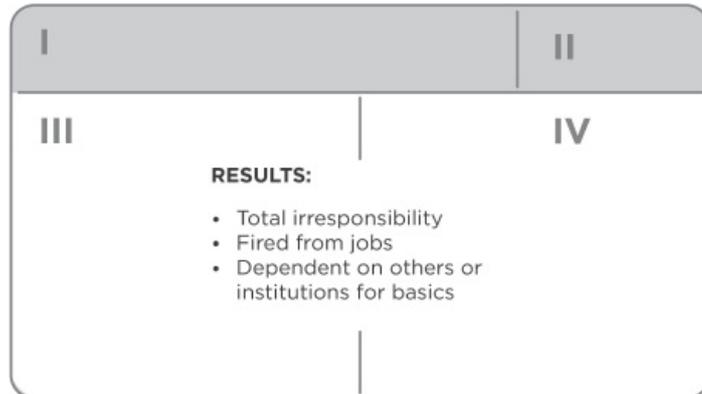 I
II
III
IV
RESULTS:
• Total irresponsibility
• Fired from jobs
• Dependent on others or
institutions for basics